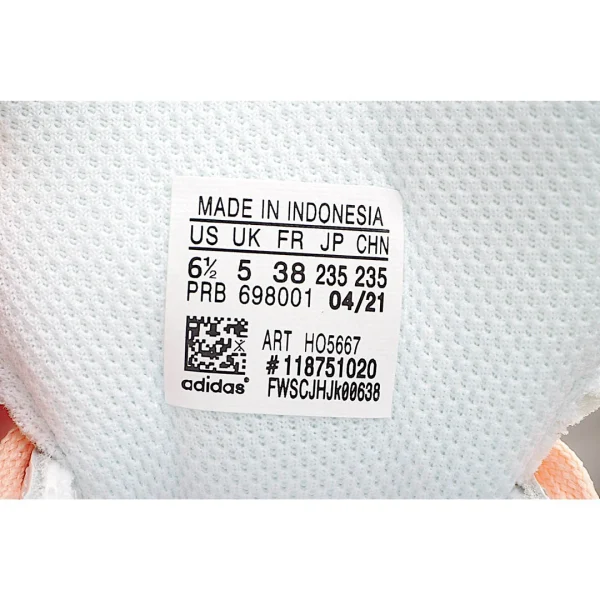 MADE IN INDONESIA
US UK FR JP CHN
6½ 5 38 235 235
PRB 698001 04/21
ART HO5667
#118751020
adidas® FWSCJHJk00638